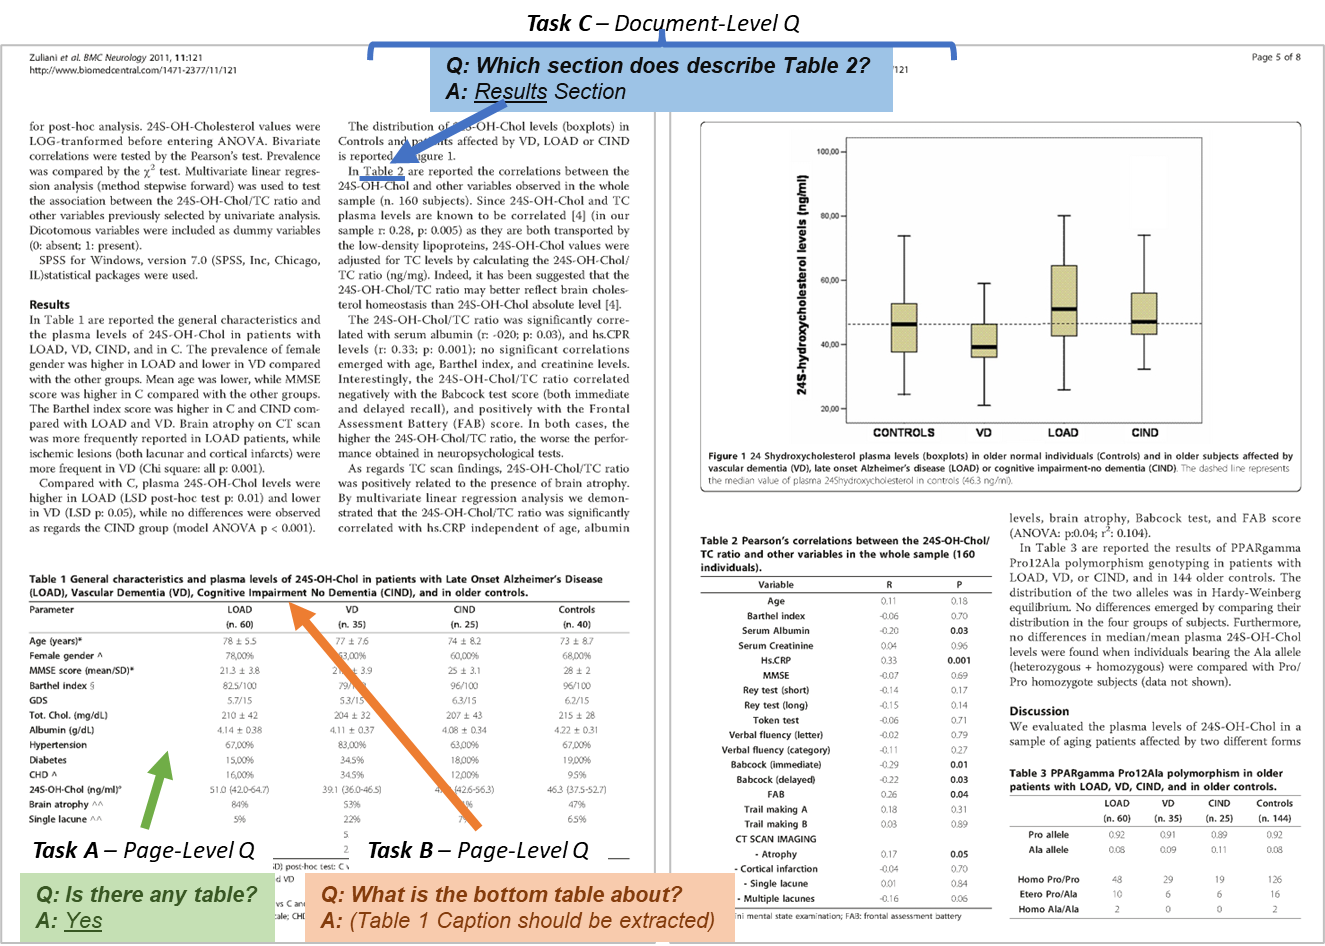 Task C – Document-Level Q
Zuliani et al. BMC Neurology 2011, 11:121
http://www.biomedcentral.com/1471-2377/11/121
Q: Which section does describe Table 2?
A: Results Section
/121
Page 5 of 8
for post-hoc analysis. 24S-OH-Cholesterol values were
LOG-tranformed before entering ANOVA. Bivariate
correlations were tested by the Pearson's test. Prevalence
was compared by the χ² test. Multivariate linear regres-
sion analysis (method stepwise forward) was used to test
the association between the 24S-OH-Chol/TC ratio and
other variables previously selected by univariate analysis.
Dicotomous variables were included as dummy variables
(0: absent; 1: present).
SPSS for Windows, version 7.0 (SPSS, Inc, Chicago,
IL)statistical packages were used.
Results
In Table 1 are reported the general characteristics and
the plasma levels of 24S-OH-Chol in patients with
LOAD, VD, CIND, and in C. The prevalence of female
gender was higher in LOAD and lower in VD compared
with the other groups. Mean age was lower, while MMSE
score was higher in C compared with the other groups.
The Barthel index score was higher in C and CIND com-
pared with LOAD and VD. Brain atrophy on CT scan
was more frequently reported in LOAD patients, while
ischemic lesions (both lacunar and cortical infarcts) were
more frequent in VD (Chi square: all p: 0.001).
Compared with C, plasma 24S-OH-Chol levels were
higher in LOAD (LSD post-hoc test p: 0.01) and lower
in VD (LSD p: 0.05), while no differences were observed
as regards the CIND group (model ANOVA p < 0.001).
The distribution of -OH-Chol levels (boxplots) in
Controls and affected by VD, LOAD or CIND
is reported 1.
In Table 2 are reported the correlations between the
24S-OH-Chol and other variables observed in the whole
sample (n. 160 subjects). Since 24S-OH-Chol and TC
plasma levels are known to be correlated [4] (in our
sample r: 0.28, p: 0.005) as they are both transported by
the low-density lipoproteins, 24S-OH-Chol values were
adjusted for TC levels by calculating the 24S-OH-Chol/
TC ratio (ng/mg). Indeed, it has been suggested that the
24S-OH-Chol/TC ratio may better reflect brain choles-
terol homeostasis than 24S-OH-Chol absolute level [4].
The 24S-OH-Chol/TC ratio was significantly corre-
lated with serum albumin (r: -020; p: 0.03), and hs.CPR
levels (r: 0.33; p: 0.001); no significant correlations
emerged with age, Barthel index, and creatinine levels.
Interestingly, the 24S-OH-Chol/TC ratio correlated
negatively with the Babcock test score (both immediate
and delayed recall), and positively with the Frontal
Assessment Battery (FAB) score. In both cases, the
higher the 24S-OH-Chol/TC ratio, the worse the perfor-
mance obtained in neuropsychological tests.
As regards TC scan findings, 24S-OH-Chol/TC ratio
was positively related to the presence of brain atrophy.
By multivariate linear regression analysis we demon-
strated that the 24S-OH-Chol/TC ratio was significantly
correlated with hs.CRP independent of age, albumin
Table 1 General characteristics and plasma levels of 24S-OH-Chol in patients with Late Onset Alzheimer's Disease
(LOAD), Vascular Dementia (VD), Cognitive Impairment No Dementia (CIND), and in older controls.
Parameter LOAD VD CIND Controls
(n. 60) (n. 35) (n. 25) (n. 40)
Age (years)* 78 ± 5.5 77 ± 7.6 74 ± 8.2 73 ± 8.7
Female gender ^ 78,00% 3,00% 60,00% 68,00%
MMSE score (mean/SD)* 21.3 ± 3.8 ± 3.9 25 ± 3.1 28 ± 2
Barthel index § 82.5/100 79/ 96/100 96/100
GDS 5.7/15 5.3/15 6.3/15 6.2/15
Tot. Chol. (mg/dL) 210 ± 42 204 ± 32 207 ± 43 215 ± 28
Albumin (g/dL) 4.14 ± 0.38 4.11 ± 0.37 4.08 ± 0.34 4.22 ± 0.31
Hypertension 67,00% 83,00% 63,00% 67,00%
Diabetes 15,00% 34.5% 18,00% 19,00%
CHD ^ 16,00% 34.5% 12,00% 9.5%
24S-OH-Chol (ng/ml)° 51.0 (42.0-64.7) 39.1 (36.0-46.5) (42.6-56.3) 46.3 (37.5-52.7)
Brain atrophy ^^ 84% 53% % 47%
Single lacune ^^ 5% 22% 7 6.5%
5
2
Task A – Page-Level Q
Task B – Page-Level Q
D) post-hoc test: C v
d VD
Q: Is there any table?
A: Yes
vs C an
ale; CHD
Q: What is the bottom table about?
A: (Table 1 Caption should be extracted)
24S-hydroxycholesterol levels (ng/ml)
100,00
80,00
60,00
40,00
20,00
CONTROLS VD LOAD CIND
Figure 1 24 Shydroxycholesterol plasma levels (boxplots) in older normal individuals (Controls) and in older subjects affected by
vascular dementia (VD), late onset Alzheimer's disease (LOAD) or cognitive impairment-no dementia (CIND). The dashed line represents
the median value of plasma 24Shydroxycholesterol in controls (46.3 ng/ml).
Table 2 Pearson's correlations between the 24S-OH-Chol/
TC ratio and other variables in the whole sample (160
individuals).
Variable R P
Age 0.11 0.18
Barthel index -0.06 0.70
Serum Albumin -0.20 0.03
Serum Creatinine 0.04 0.96
Hs.CRP 0.33 0.001
MMSE -0.07 0.69
Rey test (short) -0.14 0.17
Rey test (long) -0.15 0.14
Token test -0.06 0.71
Verbal fluency (letter) -0.02 0.79
Verbal fluency (category) -0.11 0.27
Babcock (immediate) -0.29 0.01
Babcock (delayed) -0.22 0.03
FAB 0.26 0.04
Trail making A 0.18 0.31
Trail making B 0.03 0.89
CT SCAN IMAGING
- Atrophy 0.17 0.05
- Cortical infarction -0.04 0.70
- Single lacune 0.01 0.84
- Multiple lacunes -0.16 0.06
ni mental state examination; FAB: frontal assessment battery
levels, brain atrophy, Babcock test, and FAB score
(ANOVA: p:0.04; r²: 0.104).
In Table 3 are reported the results of PPARgamma
Pro12Ala polymorphism genotyping in patients with
LOAD, VD, or CIND, and in 144 older controls. The
distribution of the two alleles was in Hardy-Weinberg
equilibrium. No differences emerged by comparing their
distribution in the four groups of subjects. Furthermore,
no differences in median/mean plasma 24S-OH-Chol
levels were found when individuals bearing the Ala allele
(heterozygous + homozygous) were compared with Pro/
Pro homozygote subjects (data not shown).
Discussion
We evaluated the plasma levels of 24S-OH-Chol in a
sample of aging patients affected by two different forms
Table 3 PPARgamma Pro12Ala polymorphism in older
patients with LOAD, VD, CIND, and in older controls.
LOAD VD CIND Controls
(n. 60) (n. 35) (n. 25) (n. 144)
Pro allele 0.92 0.91 0.89 0.92
Ala allele 0.08 0.09 0.11 0.08
Homo Pro/Pro 48 29 19 126
Etero Pro/Ala 10 6 6 16
Homo Ala/Ala 2 0 0 2